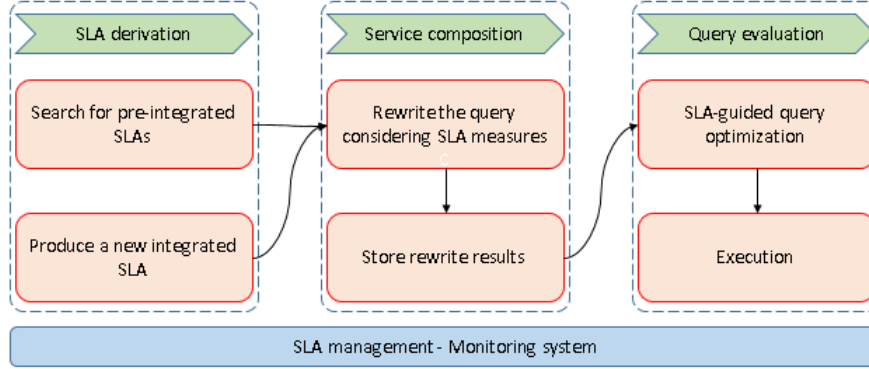 SLA derivation
Search for pre-integrated
SLAs
Produce a new integrated
SLA
Service composition
Rewrite the query
considering SLA measures
C
Store rewrite results
Query evaluation
SLA-guided query
optimization
Execution
SLA management - Monitoring system